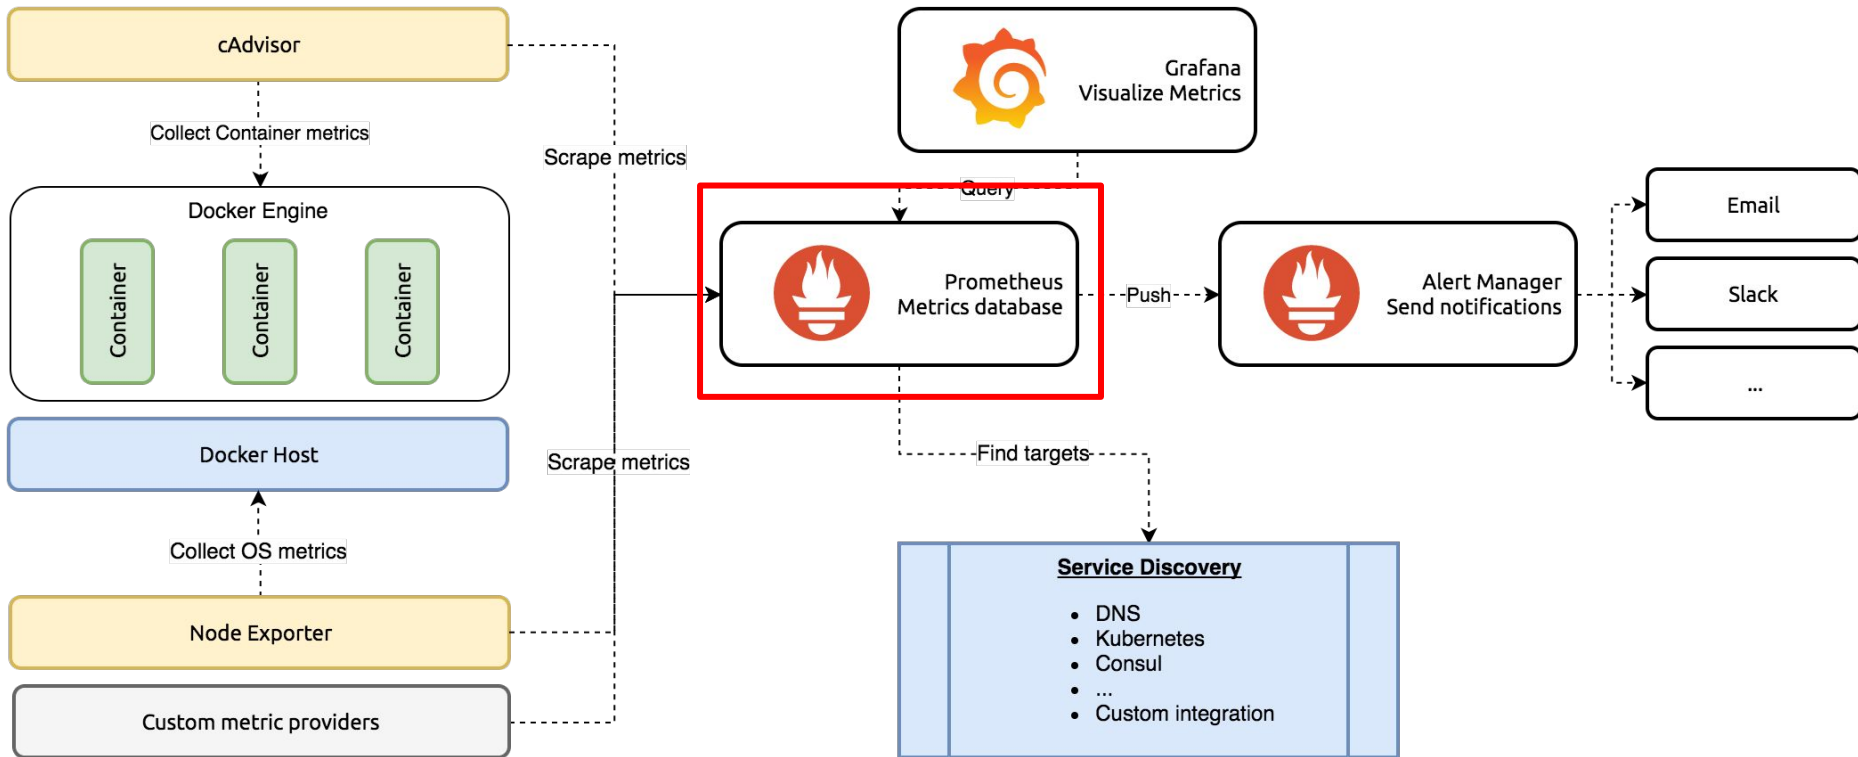 cAdvisor
Collect Container metrics
Docker Engine
Container
Container
Container
Docker Host
Collect OS metrics
Node Exporter
Custom metric providers
Scrape metrics
Scrape metrics
Grafana
Visualize Metrics
Query
Prometheus
Metrics database
Push
Alert Manager
Send notifications
Email
Slack
...
Find targets
Service Discovery
• DNS
• Kubernetes
• Consul
• ...
• Custom integration